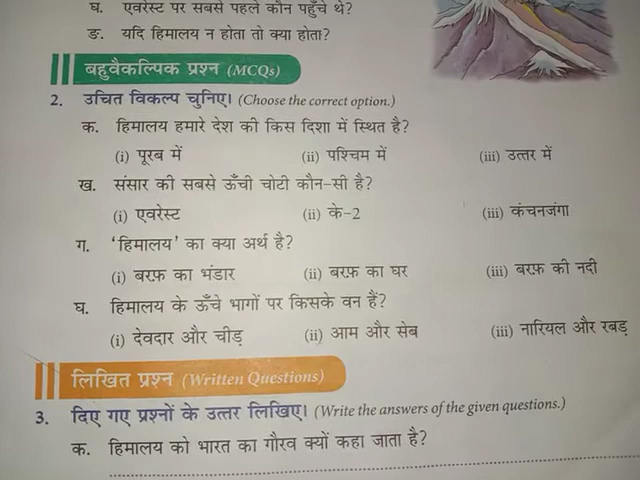 घ. एवरेस्ट पर सबसे पहले कौन पहुँचे थे?
ङ. यदि हिमालय न होता तो क्या होता?
बहुवैकल्पिक प्रश्न (MCQs)
2. उचित विकल्प चुनिए। (Choose the correct option.)
क. हिमालय हमारे देश की किस दिशा में स्थित है?
(i) पूरब में (ii) पश्चिम में (iii) उत्तर में
ख. संसार की सबसे ऊँची चोटी कौन-सी है?
(i) एवरेस्ट (ii) के-2 (iii) कंचनजंगा
ग. 'हिमालय' का क्या अर्थ है?
(i) बरफ़ का भंडार (ii) बरफ़ का घर (iii) बरफ़ की नदी
घ. हिमालय के ऊँचे भागों पर किसके वन हैं?
(i) देवदार और चीड़ (ii) आम और सेब (iii) नारियल और रबड़
लिखित प्रश्न (Written Questions)
3. दिए गए प्रश्नों के उत्तर लिखिए। (Write the answers of the given questions.)
क. हिमालय को भारत का गौरव क्यों कहा जाता है?